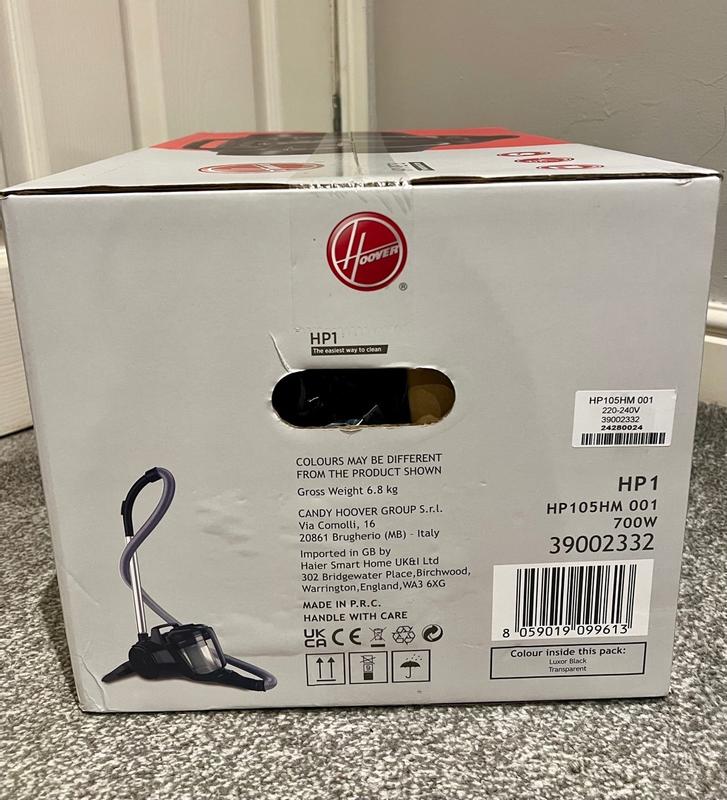 HOOVER
®
HP1
The easiest way to clean
HP105HM 001
220-240V
39002332
24280024
COLOURS MAY BE DIFFERENT
FROM THE PRODUCT SHOWN
Gross Weight 6.8 kg
CANDY HOOVER GROUP S.r.l.
Via Comolli, 16
20861 Brugherio (MB) - Italy
Imported in GB by
Haier Smart Home UK&I Ltd
302 Bridgewater Place,Birchwood,
Warrington,England,WA3 6XG
MADE IN P.R.C.
HANDLE WITH CARE
UK
CA CE
HP1
HP105HM 001
700W
39002332
8 059019 099613
Colour inside this pack:
Luxor Black
Transparent